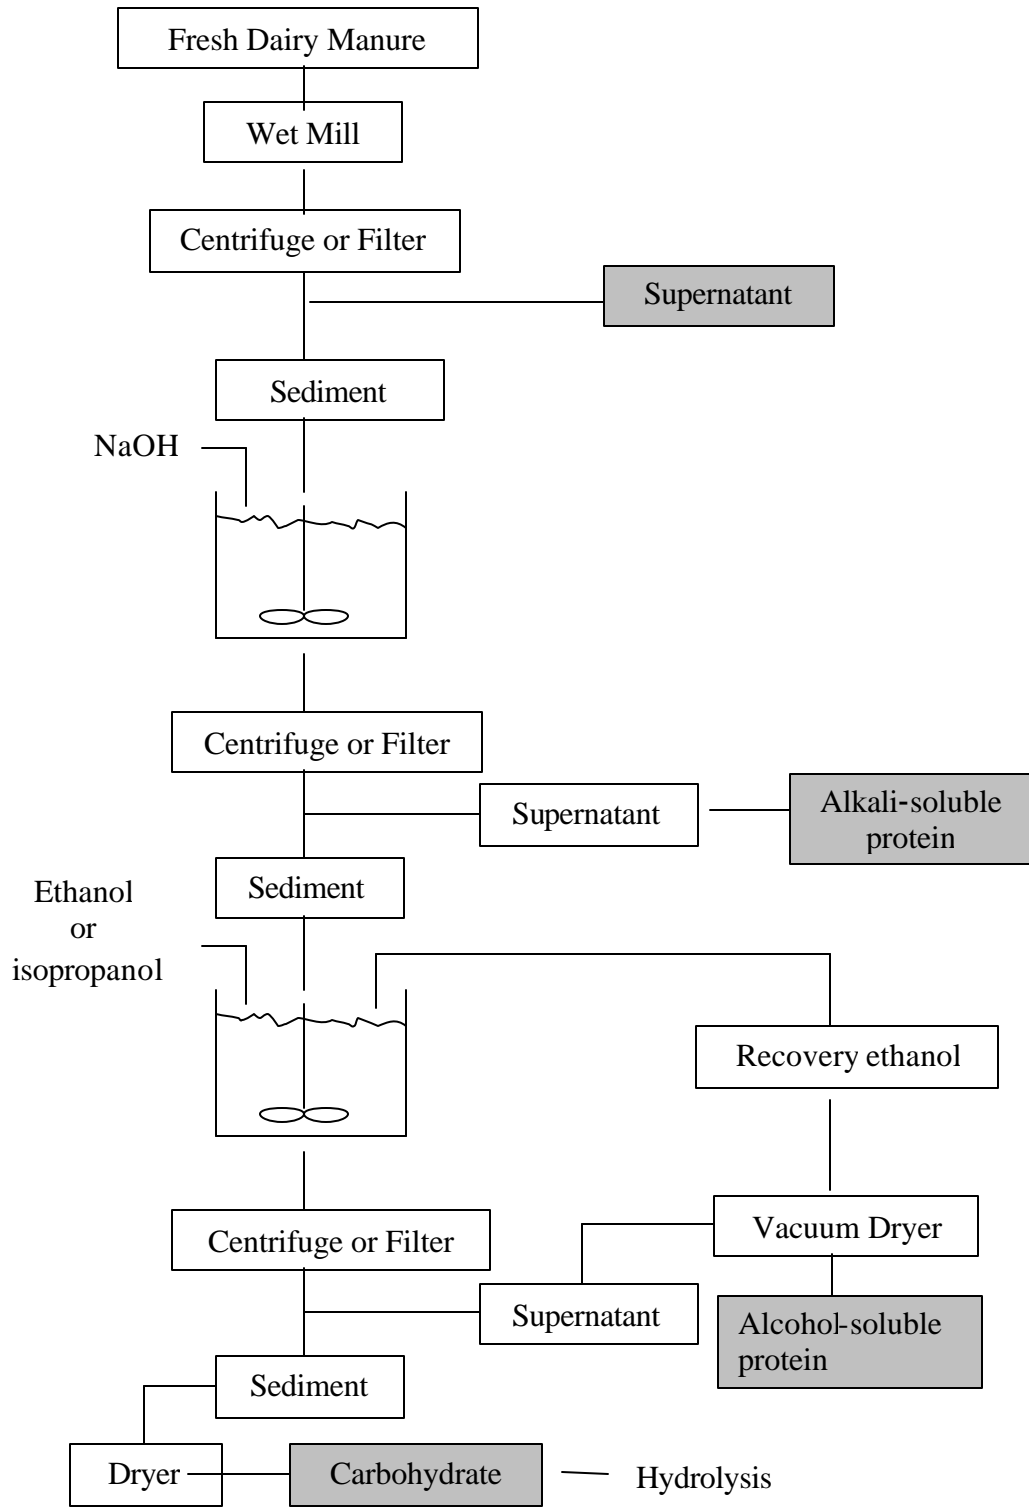 Fresh Dairy Manure
Wet Mill
Centrifuge or Filter
Supernatant
Sediment
NaOH
Centrifuge or Filter
Supernatant
Alkali-soluble
protein
Sediment
Ethanol
or
isopropanol
Recovery ethanol
Vacuum Dryer
Centrifuge or Filter
Supernatant
Alcohol-soluble
protein
Sediment
Dryer
Carbohydrate
Hydrolysis